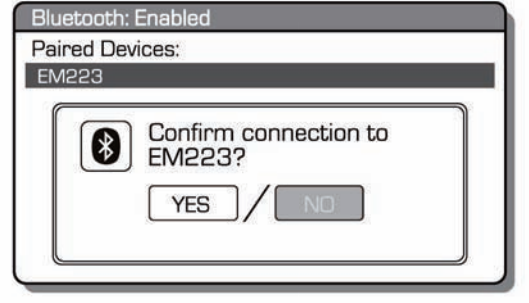 Bluetooth: Enabled
Paired Devices:
EM223
Confirm connection to
EM223?
YES / NO